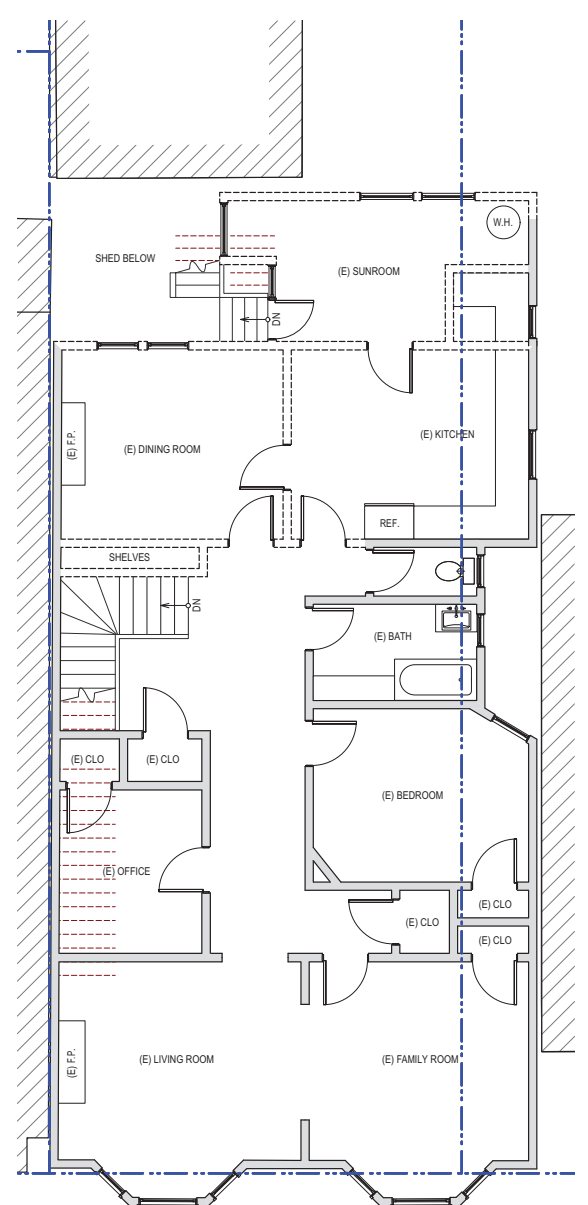 W.H.
SHED BELOW
(E) SUNROOM
DN
(E) F.P.
(E) DINING ROOM
(E) KITCHEN
REF.
SHELVES
DN
(E) BATH
(E) CLO
(E) CLO
(E) BEDROOM
(E) OFFICE
(E) CLO
(E) CLO
(E) CLO
(E) F.P.
(E) LIVING ROOM
(E) FAMILY ROOM